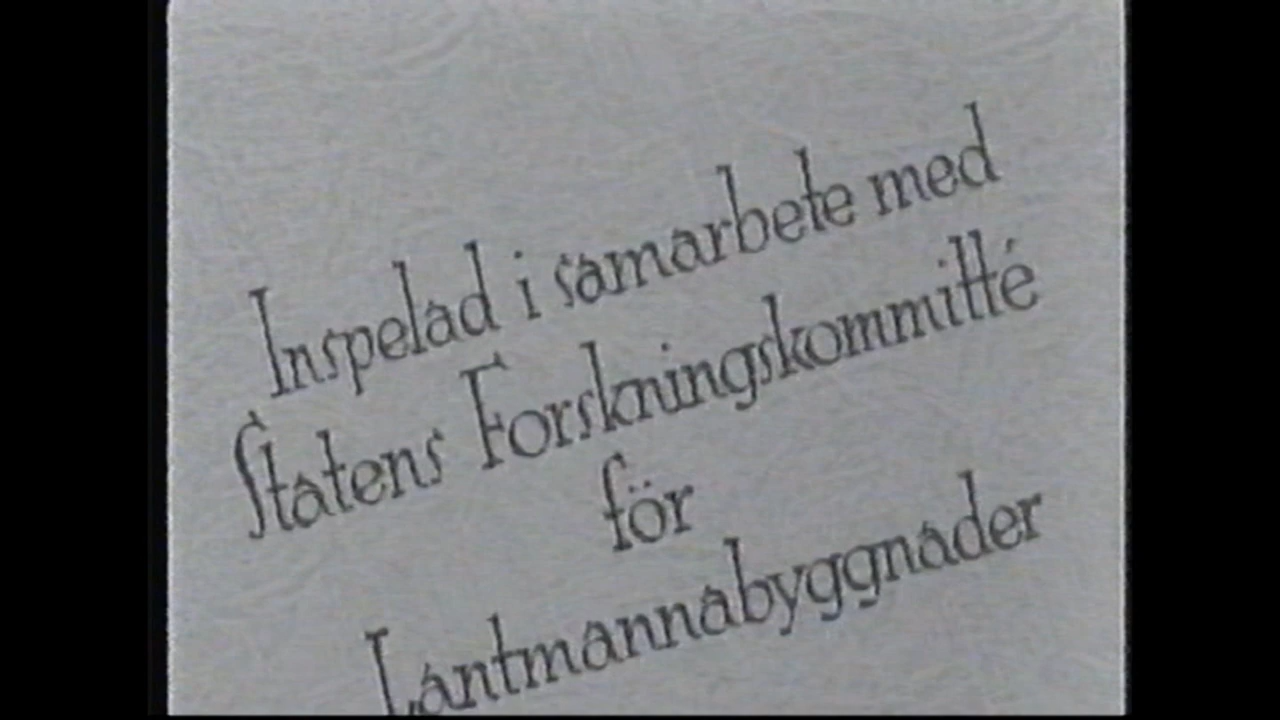 Inspelad i samarbete med
Statens Forskningskommitté
för
Lantmannabyggnader